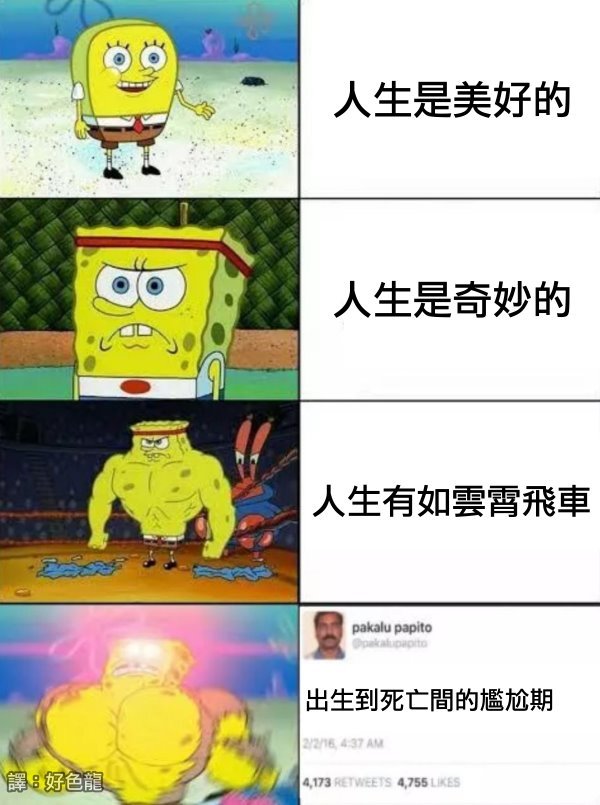 人生是美好的
人生是奇妙的
人生有如雲霄飛車
pakalu papito
@pakalupapito
出生到死亡間的尷尬期
2/2/16, 4:37 AM
4,173 RETWEETS 4,755 LIKES
譯：好色龍